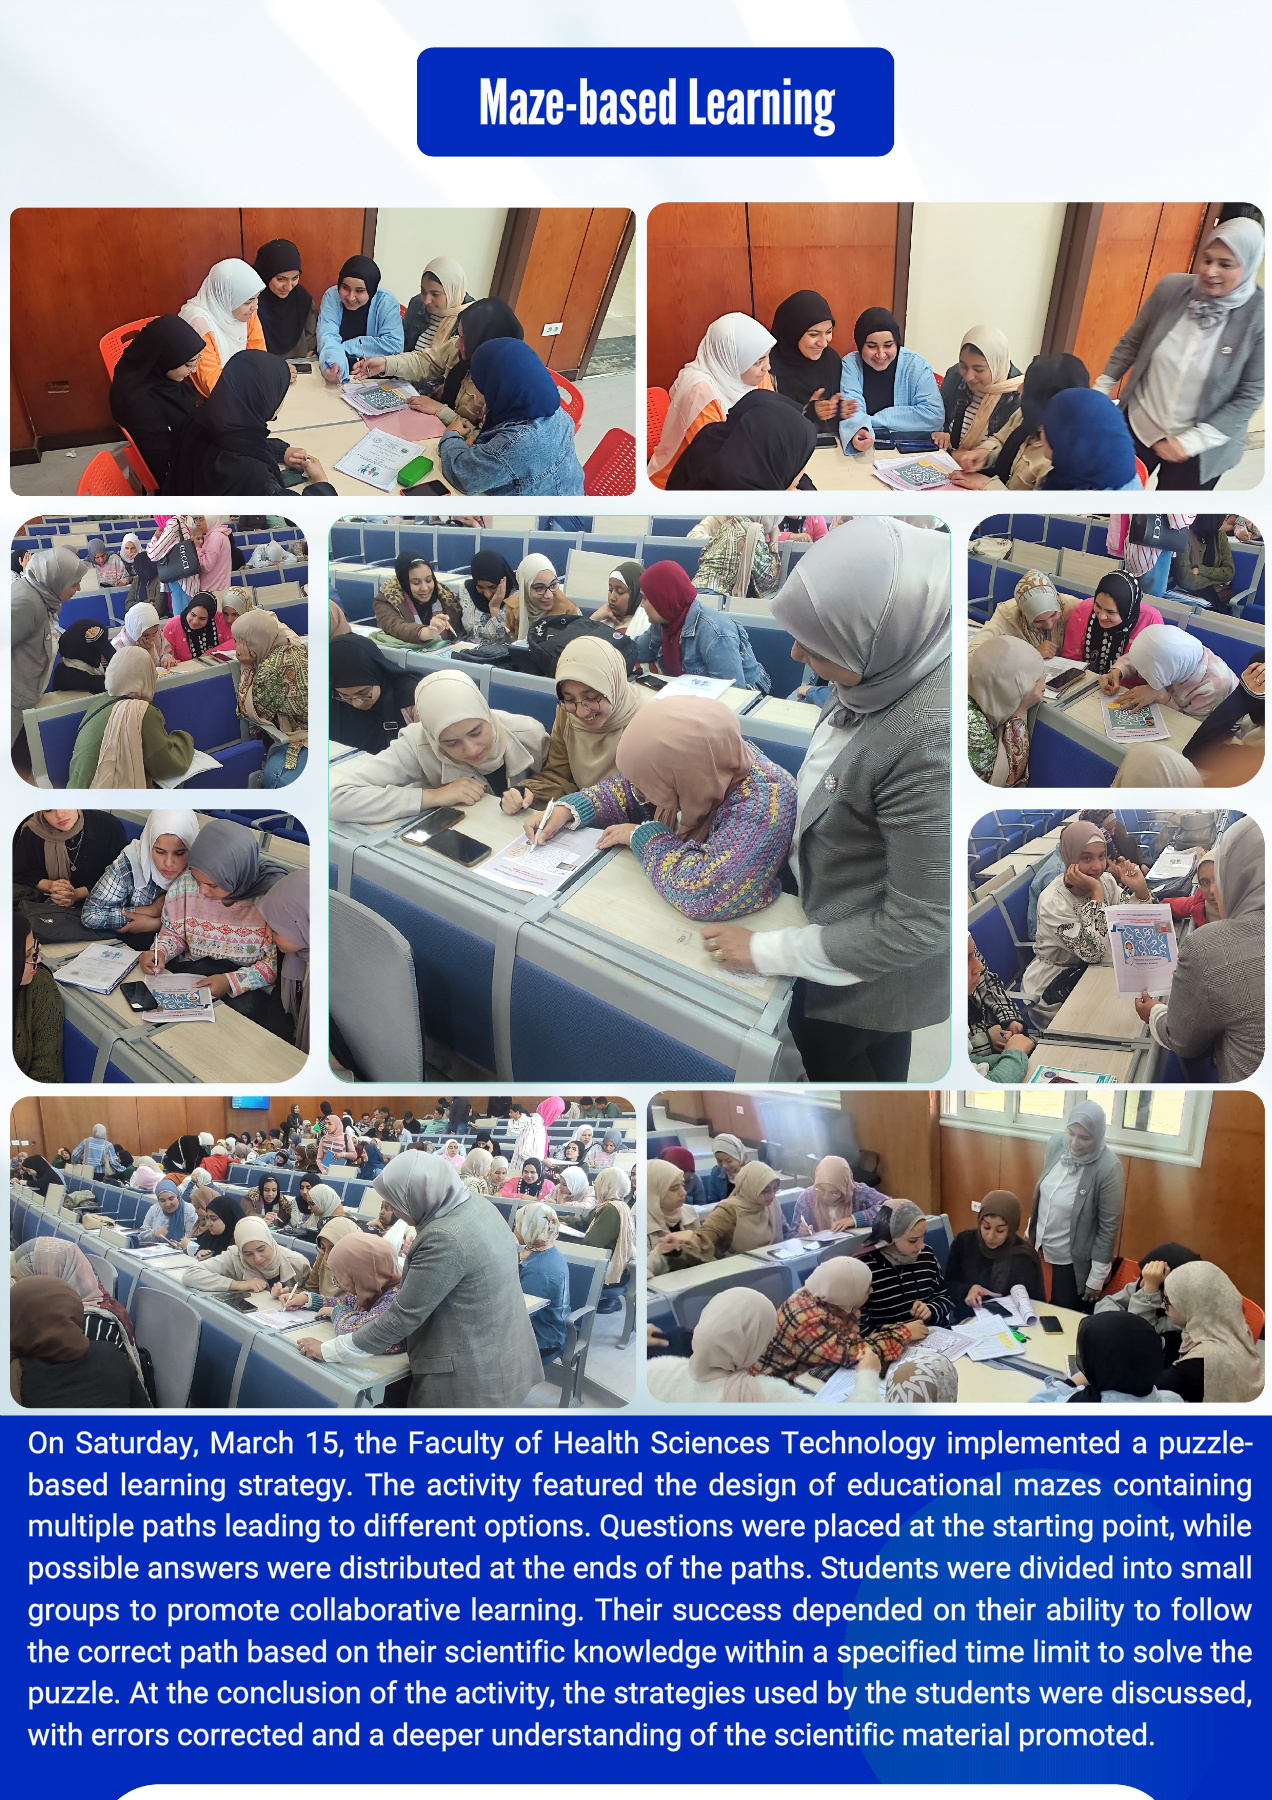 Maze-based Learning
GUCCI
GUCCI
On Saturday, March 15, the Faculty of Health Sciences Technology implemented a puzzle-
based learning strategy. The activity featured the design of educational mazes containing
multiple paths leading to different options. Questions were placed at the starting point, while
possible answers were distributed at the ends of the paths. Students were divided into small
groups to promote collaborative learning. Their success depended on their ability to follow
the correct path based on their scientific knowledge within a specified time limit to solve the
puzzle. At the conclusion of the activity, the strategies used by the students were discussed,
with errors corrected and a deeper understanding of the scientific material promoted.